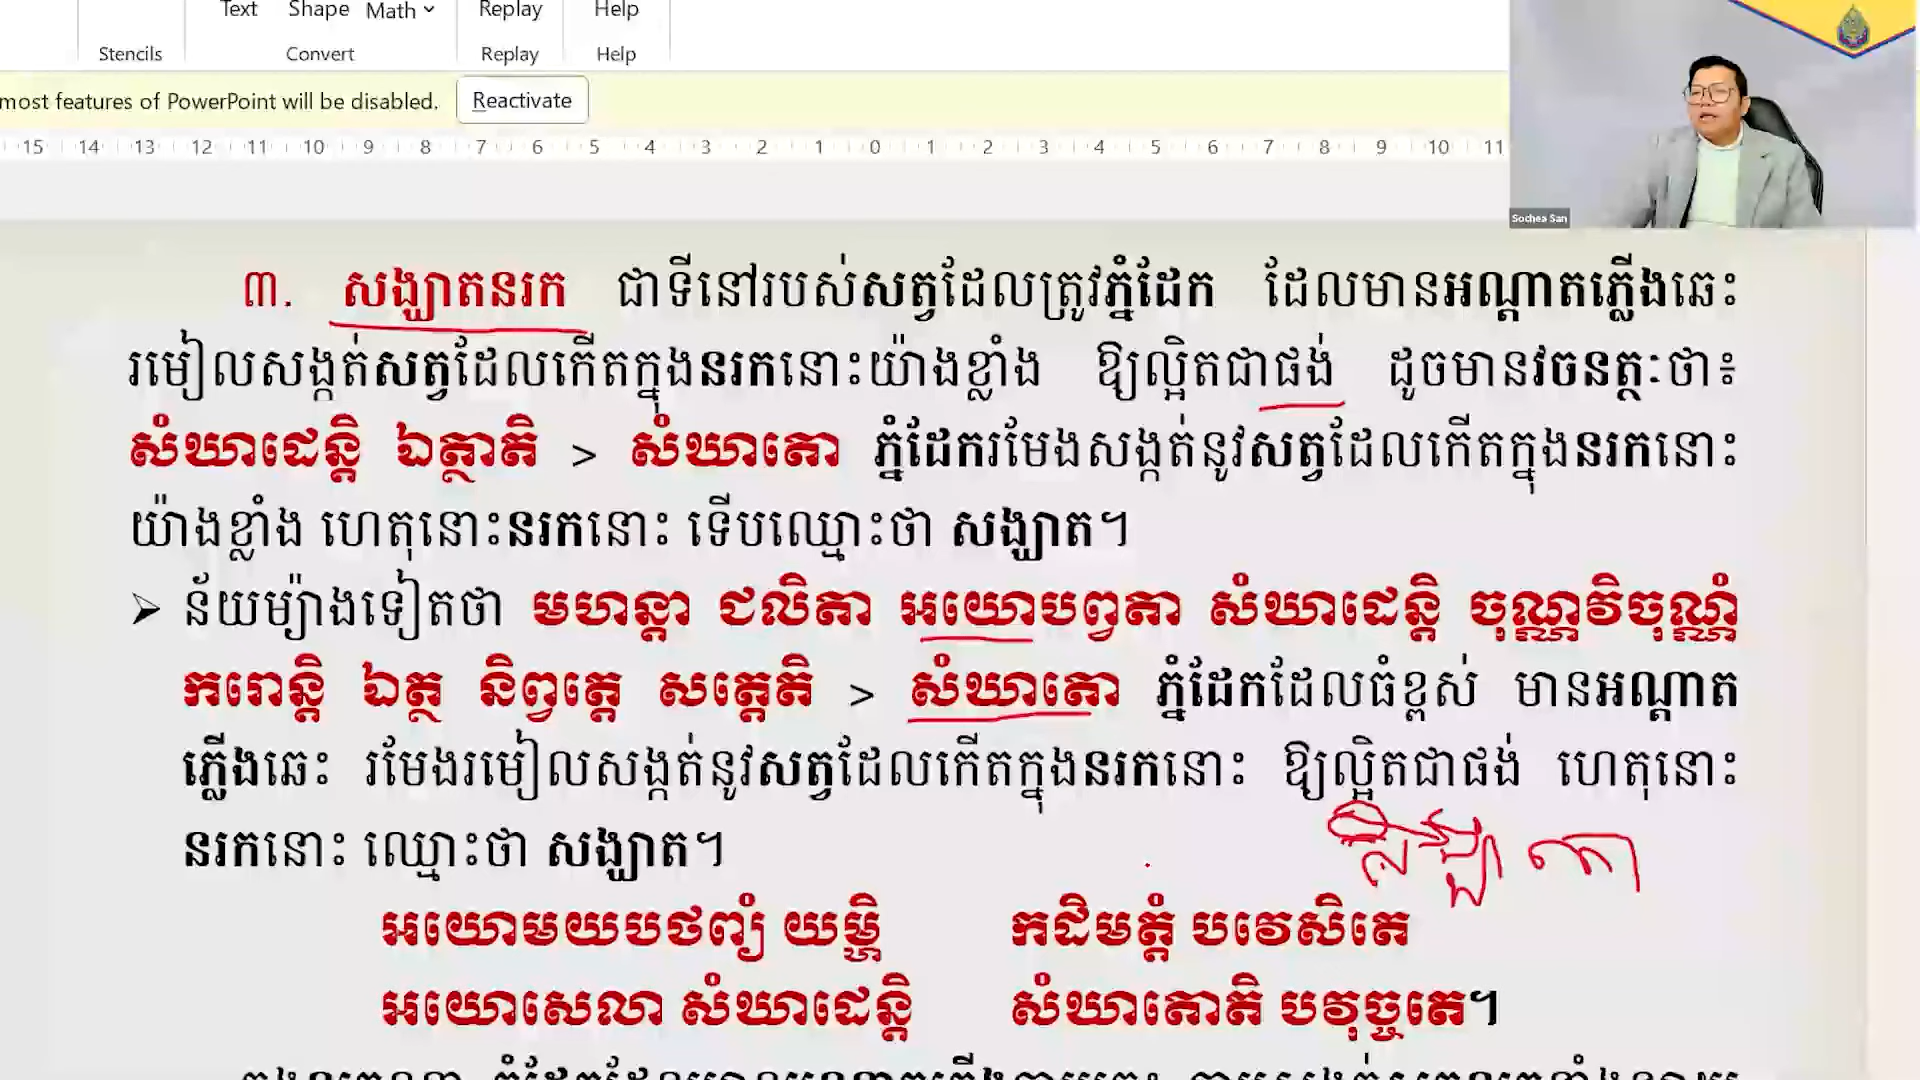 Text Shape Math Replay Help
Stencils Convert Replay Help
most features of PowerPoint will be disabled. Reactivate
15 14 13 12 11 10 9 8 7 6 5 4 3 2 1 0 1 2 3 4 5 6 7 8 9 10 11
Sochea San
៣. សង្ឃាតនរក ជាទីនៅរបស់សត្វដែលត្រូវភ្នំដែក ដែលមានអណ្តាតភ្លើងឆេះ
រមៀលសង្កត់សត្វដែលកើតក្នុងនរកនោះយ៉ាងខ្លាំង ឱ្យល្អិតជាផង់ ដូចមានវចនត្ថៈថា៖
សំឃាដេន្តិ ឯត្ថាតិ > សំឃាតោ ភ្នំដែករមែងសង្កត់នូវសត្វដែលកើតក្នុងនរកនោះ
យ៉ាងខ្លាំង ហេតុនោះនរកនោះ ទើបឈ្មោះថា សង្ឃាត។
➢ ន័យម្យ៉ាងទៀតថា មហន្តា ជលិតា អយោបព្វតា សំឃាដេន្តិ ចុណ្ណវិចុណ្ណំ
ករោន្តិ ឯត្ថ និព្វត្តេ សត្តេតិ > សំឃាតោ ភ្នំដែកដែលធំខ្ពស់ មានអណ្តាត
ភ្លើងឆេះ រមែងរមៀលសង្កត់នូវសត្វដែលកើតក្នុងនរកនោះ ឱ្យល្អិតជាផង់ ហេតុនោះ
នរកនោះ ឈ្មោះថា សង្ឃាត។
អយោមយបថព្យំ យម្ហិ កដិមត្តំ បវេសិតេ
អយោសេលា សំឃាដេន្តិ សំឃាតោតិ បវុច្ចតេ។